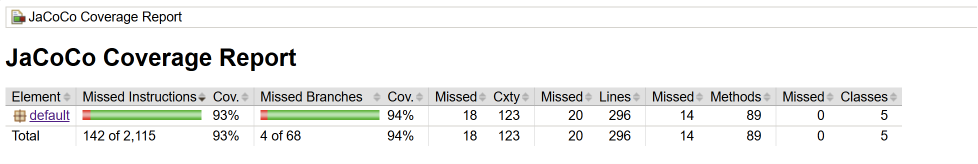 JaCoCo Coverage Report
JaCoCo Coverage Report
Element Missed Instructions Cov. Missed Branches Cov. Missed Cxty Missed Lines Missed Methods Missed Classes
default 93% 94% 18 123 20 296 14 89 0 5
Total 142 of 2,115 93% 4 of 68 94% 18 123 20 296 14 89 0 5